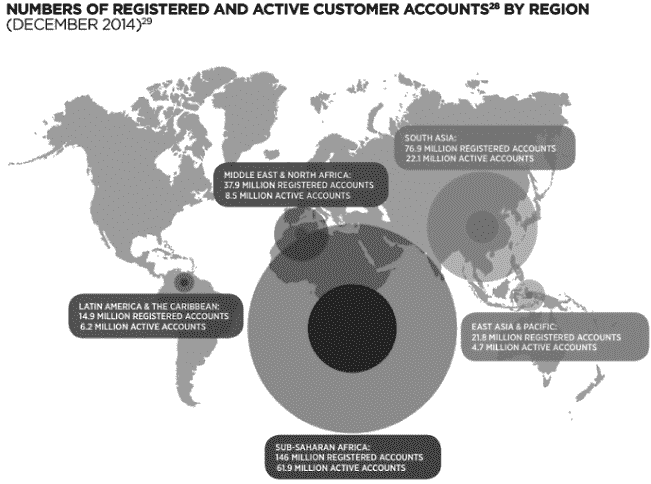 NUMBERS OF REGISTERED AND ACTIVE CUSTOMER ACCOUNTS²⁸ BY REGION
(DECEMBER 2014)²⁹
SOUTH ASIA:
76.9 MILLION REGISTERED ACCOUNTS
22.1 MILLION ACTIVE ACCOUNTS
MIDDLE EAST & NORTH AFRICA:
37.9 MILLION REGISTERED ACCOUNTS
8.5 MILLION ACTIVE ACCOUNTS
LATIN AMERICA & THE CARIBBEAN:
14.9 MILLION REGISTERED ACCOUNTS
6.2 MILLION ACTIVE ACCOUNTS
EAST ASIA & PACIFIC:
21.8 MILLION REGISTERED ACCOUNTS
4.7 MILLION ACTIVE ACCOUNTS
SUB-SAHARAN AFRICA:
146 MILLION REGISTERED ACCOUNTS
61.9 MILLION ACTIVE ACCOUNTS